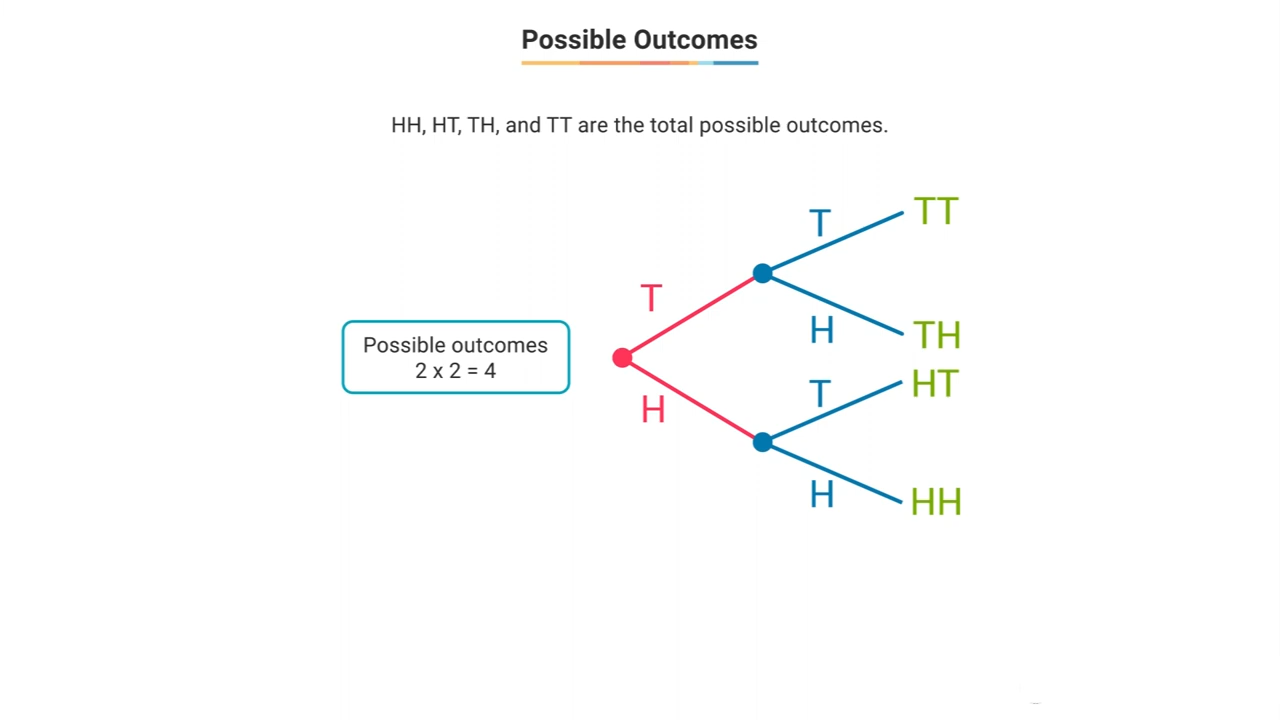 Possible Outcomes
HH, HT, TH, and TT are the total possible outcomes.
T
TT
T
H
TH
Possible outcomes
2 x 2 = 4
T
HT
H
H
HH